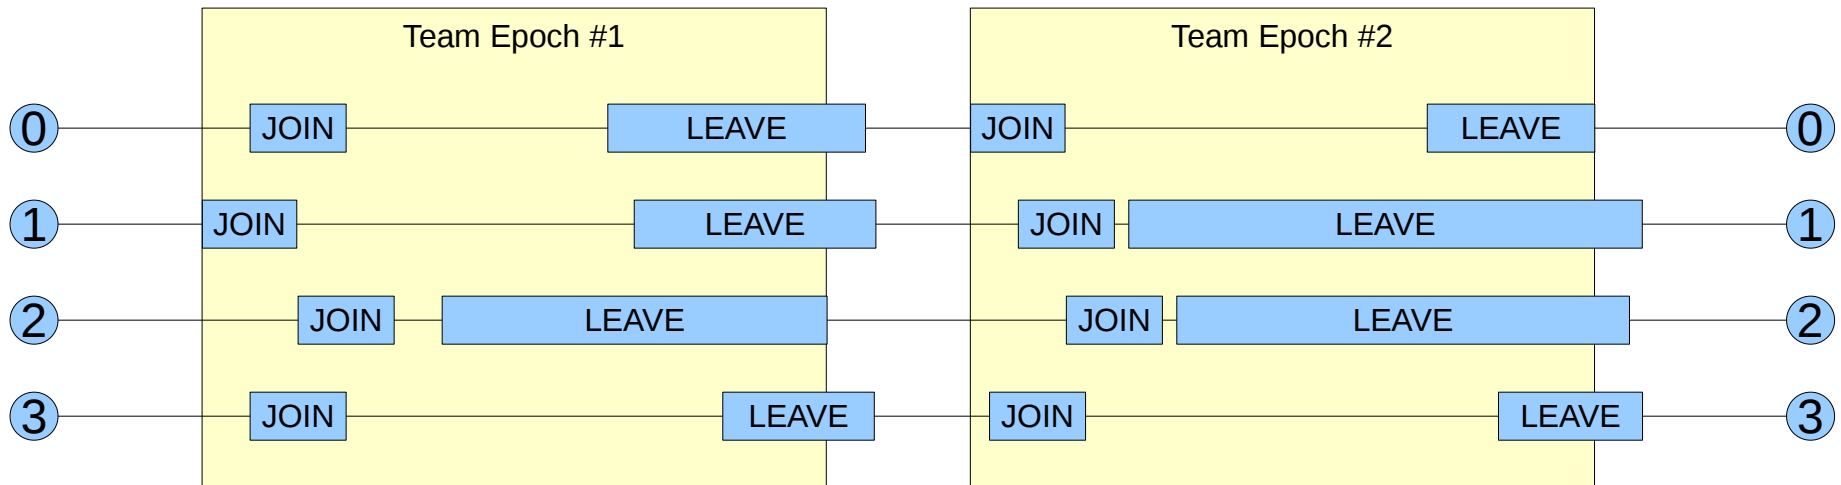 Team Epoch #1
Team Epoch #2
0 JOIN LEAVE JOIN LEAVE 0
1 JOIN LEAVE JOIN LEAVE 1
2 JOIN LEAVE JOIN LEAVE 2
3 JOIN LEAVE JOIN LEAVE 3